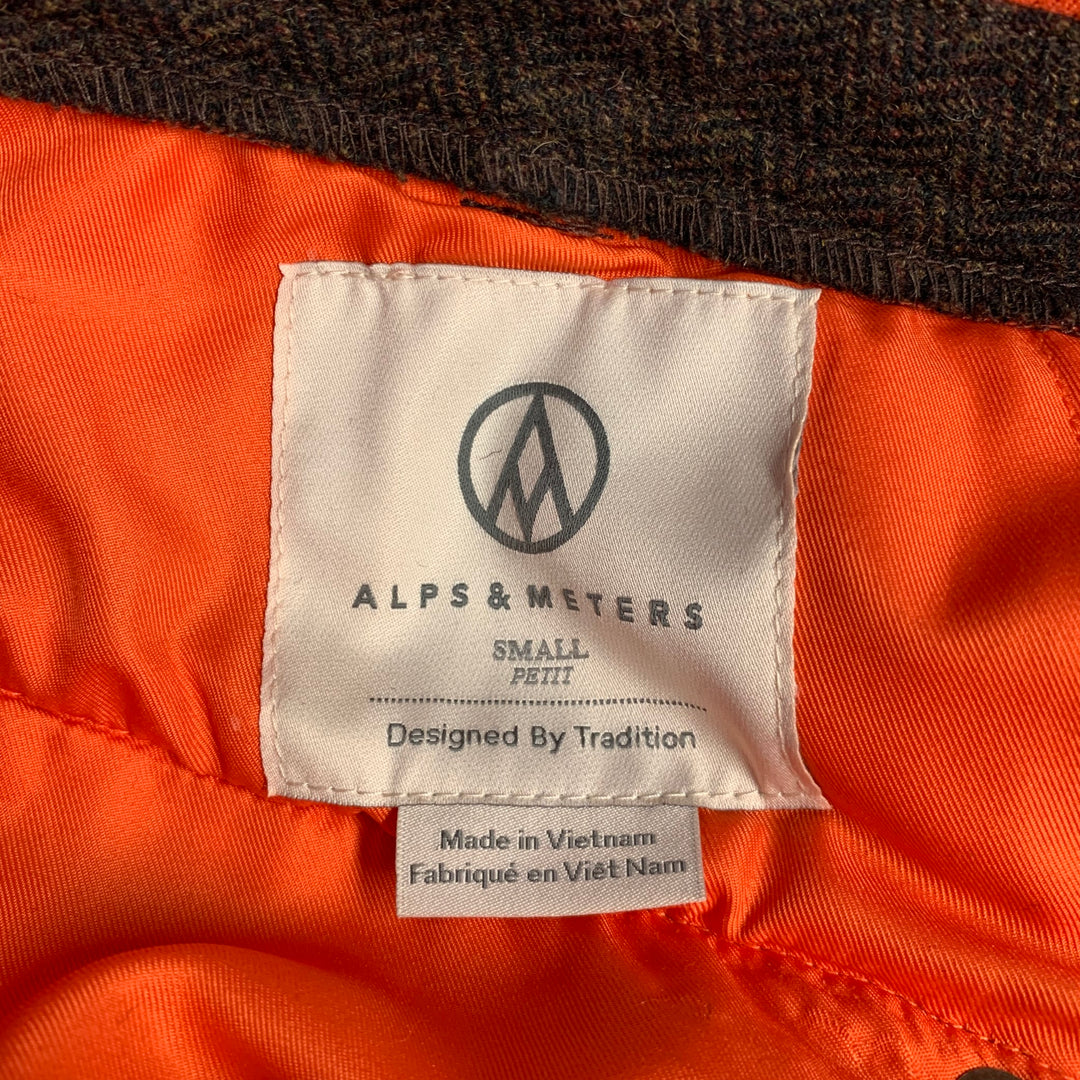 ALPS & METERS
SMALL
PETIT
Designed By Tradition
Made in Vietnam
Fabriqué en Viêt Nam